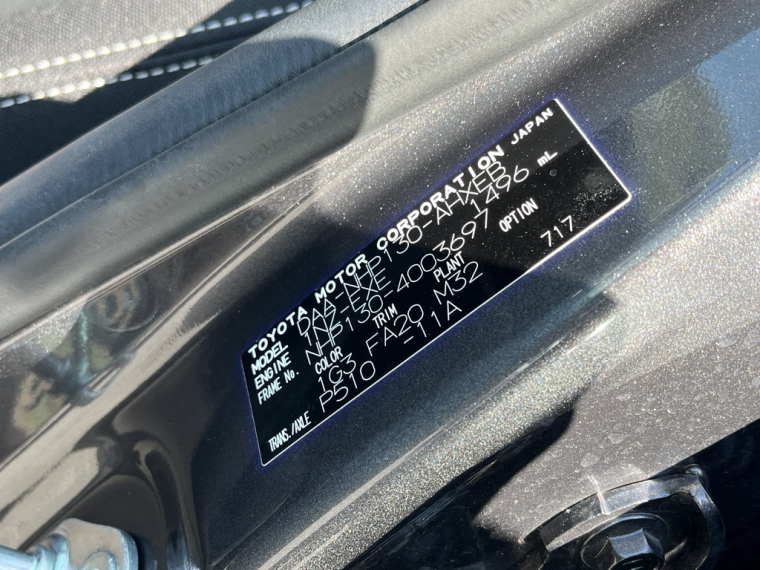 TOYOTA MOTOR CORPORATION JAPAN
MODEL DAA-NHP130-AHXEB
ENGINE 1NZ-FXE 1496 mL
FRAME No. NHP130-4003697
COLOR TRIM PLANT OPTION
1G3 FA20 M32 717
TRANS./AXLE P510 -11A